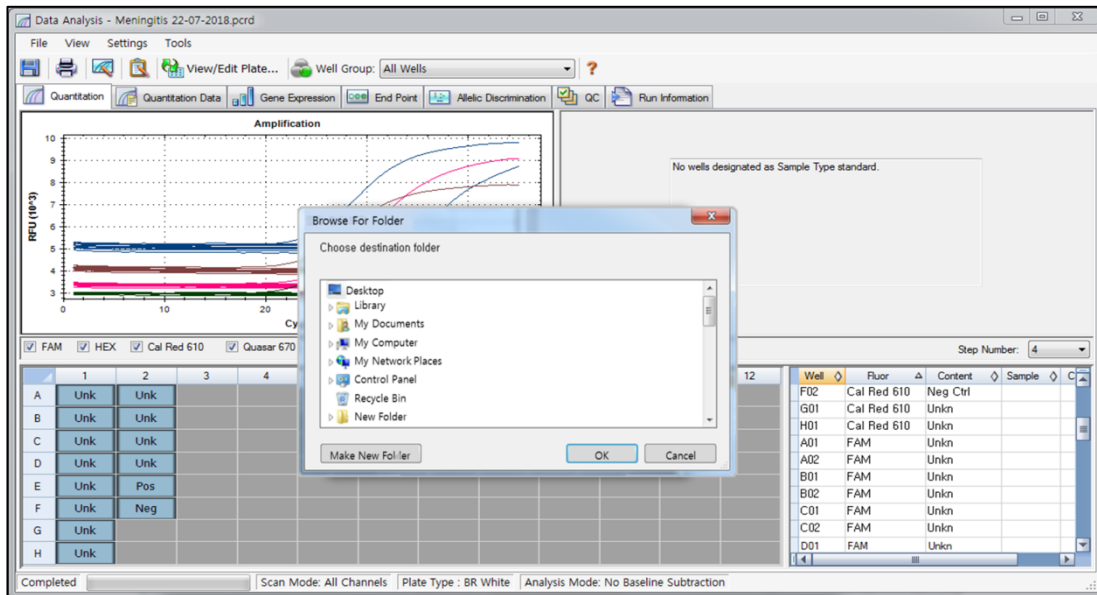 Data Analysis - Meningitis 22-07-2018.pcrd
File View Settings Tools
View/Edit Plate... Well Group: All Wells ?
Quantitation Quantitation Data Gene Expression End Point Allelic Discrimination QC Run Information
Amplification
No wells designated as Sample Type standard.
RFU (10^3)
10
9
8
7
6
5
4
3
0 10 20
Cy
Browse For Folder
Choose destination folder
Desktop
Library
My Documents
My Computer
My Network Places
Control Panel
Recycle Bin
New Folder
Make New Folder OK Cancel
FAM HEX Cal Red 610 Quasar 670 Step Number: 4
1 2 3 4 12
A Unk Unk
B Unk Unk
C Unk Unk
D Unk Unk
E Unk Pos
F Unk Neg
G Unk
H Unk
Well Fluor Content Sample C
F02 Cal Red 610 Neg Ctrl
G01 Cal Red 610 Unkn
H01 Cal Red 610 Unkn
A01 FAM Unkn
A02 FAM Unkn
B01 FAM Unkn
B02 FAM Unkn
C01 FAM Unkn
C02 FAM Unkn
D01 FAM Unkn
Completed Scan Mode: All Channels Plate Type : BR White Analysis Mode: No Baseline Subtraction